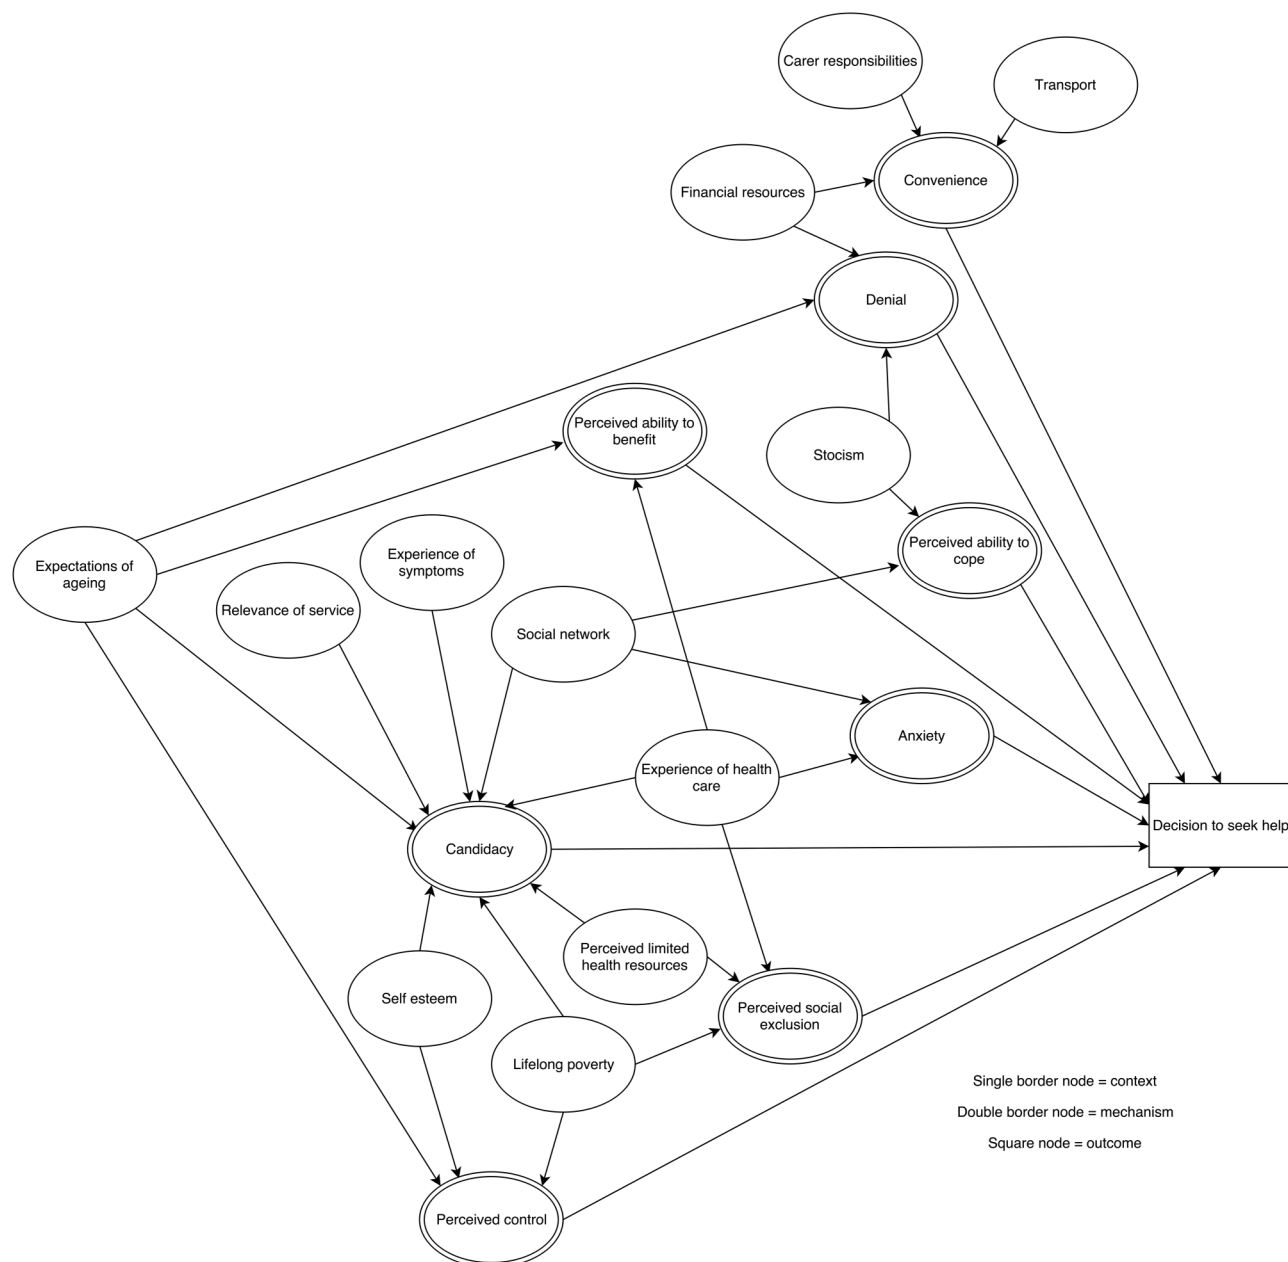 Carer responsibilities
Transport
Convenience
Financial resources
Denial
Perceived ability to
benefit
Stocism
Perceived ability to
cope
Experience of
symptoms
Expectations of
ageing
Relevance of service
Social network
Anxiety
Experience of health
care
Decision to seek help
Candidacy
Perceived limited
health resources
Self esteem
Perceived social
exclusion
Lifelong poverty
Single border node = context
Double border node = mechanism
Square node = outcome
Perceived control